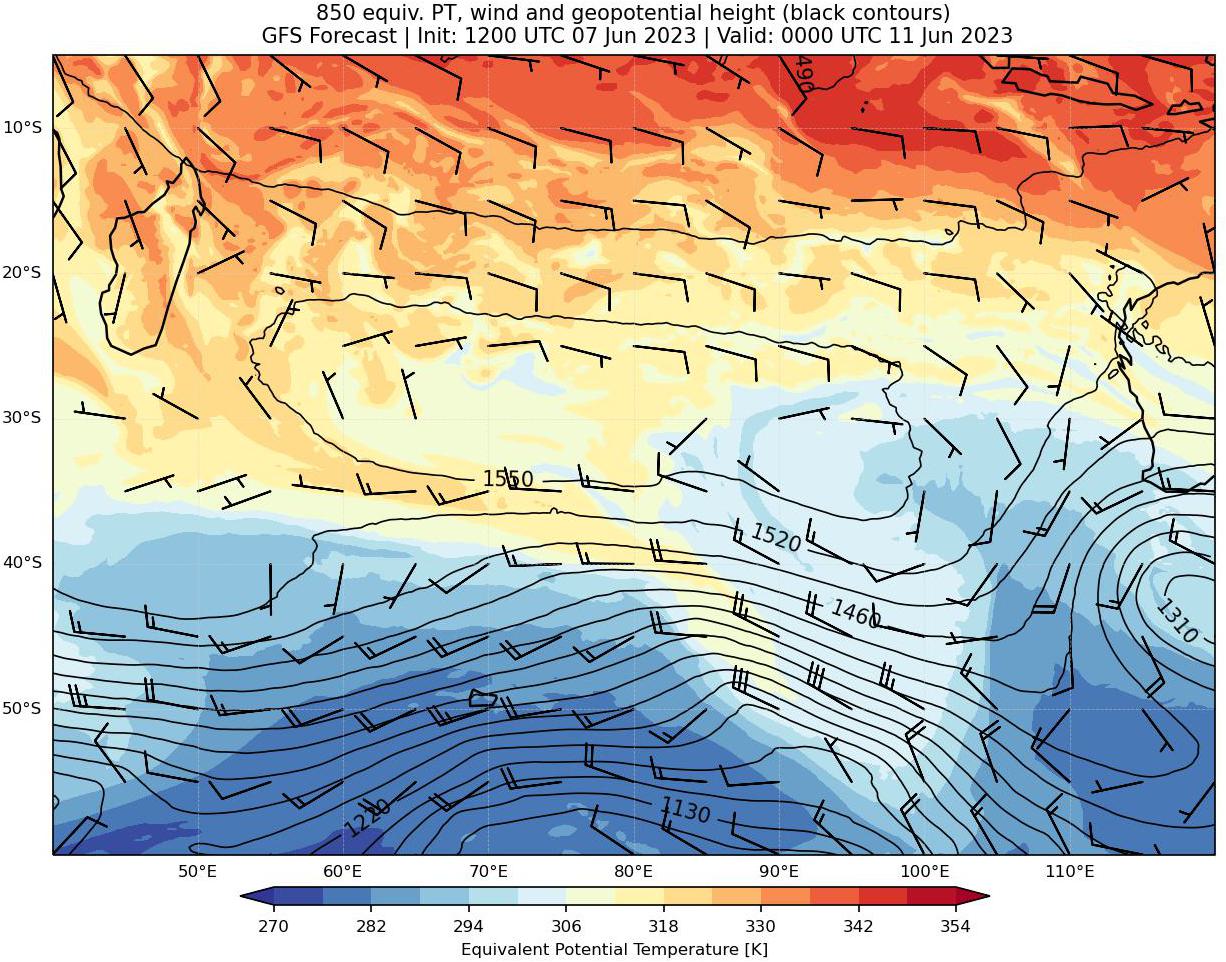 850 equiv. PT, wind and geopotential height (black contours)
GFS Forecast | Init: 1200 UTC 07 Jun 2023 | Valid: 0000 UTC 11 Jun 2023
490
10°S
20°S
30°S
1550
1520
40°S
1460
1310
50°S
1220
1130
50°E
60°E
70°E
80°E
90°E
100°E
110°E
270
282
294
306
318
330
342
354
Equivalent Potential Temperature [K]